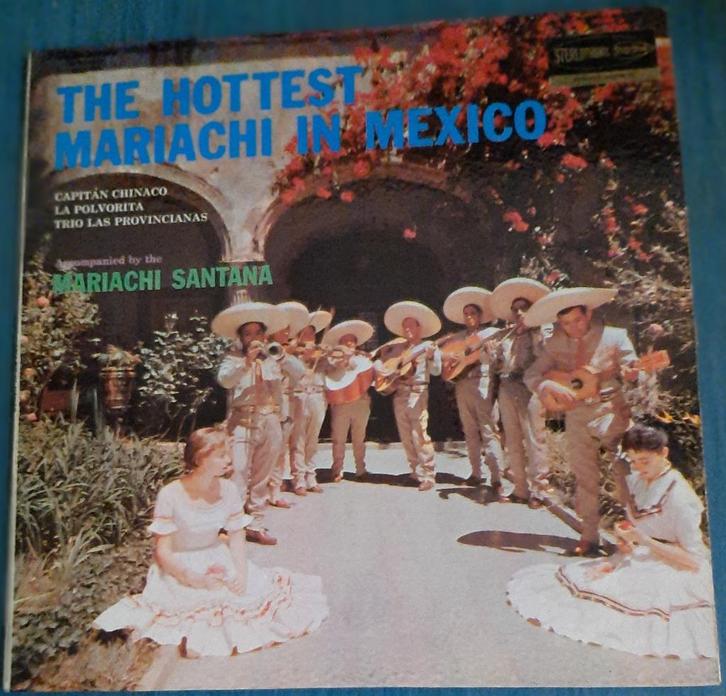 THE HOTTEST
MARIACHI IN MEXICO
CAPITÁN CHINACO
LA POLVORITA
TRIO LAS PROVINCIANAS
Accompanied by the
MARIACHI SANTANA